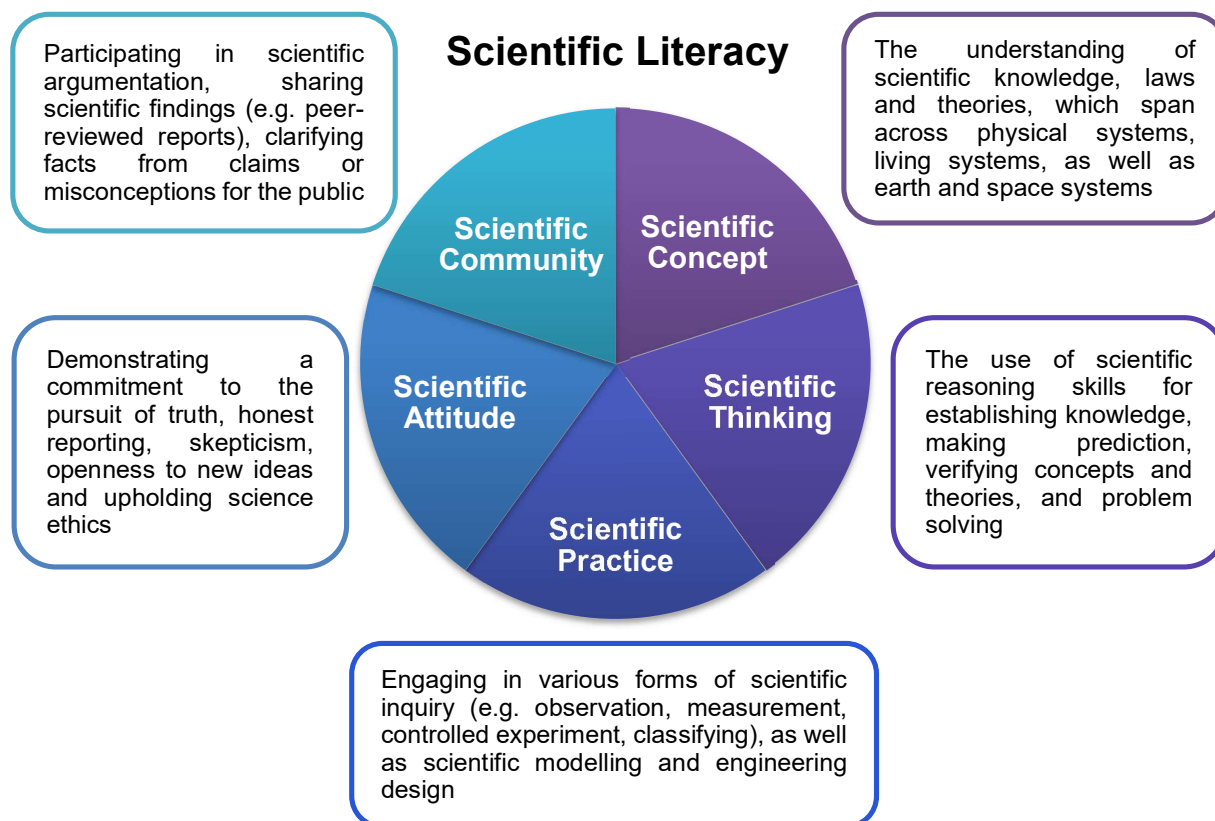 Scientific Literacy
Participating in scientific
argumentation, sharing
scientific findings (e.g. peer-
reviewed reports), clarifying
facts from claims or
misconceptions for the public
The understanding of
scientific knowledge, laws
and theories, which span
across physical systems,
living systems, as well as
earth and space systems
Scientific
Community
Scientific
Concept
Demonstrating a
commitment to the
pursuit of truth, honest
reporting, skepticism,
openness to new ideas
and upholding science
ethics
Scientific
Attitude
Scientific
Thinking
The use of scientific
reasoning skills for
establishing knowledge,
making prediction,
verifying concepts and
theories, and problem
solving
Scientific
Practice
Engaging in various forms of scientific
inquiry (e.g. observation, measurement,
controlled experiment, classifying), as well
as scientific modelling and engineering
design